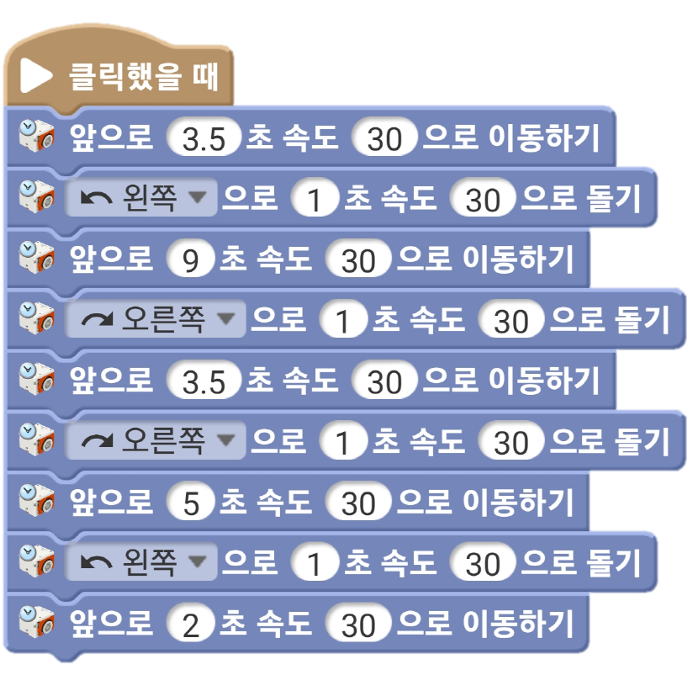 클릭했을 때
앞으로 3.5 초 속도 30 으로 이동하기
왼쪽 으로 1 초 속도 30 으로 돌기
앞으로 9 초 속도 30 으로 이동하기
오른쪽 으로 1 초 속도 30 으로 돌기
앞으로 3.5 초 속도 30 으로 이동하기
오른쪽 으로 1 초 속도 30 으로 돌기
앞으로 5 초 속도 30 으로 이동하기
왼쪽 으로 1 초 속도 30 으로 돌기
앞으로 2 초 속도 30 으로 이동하기